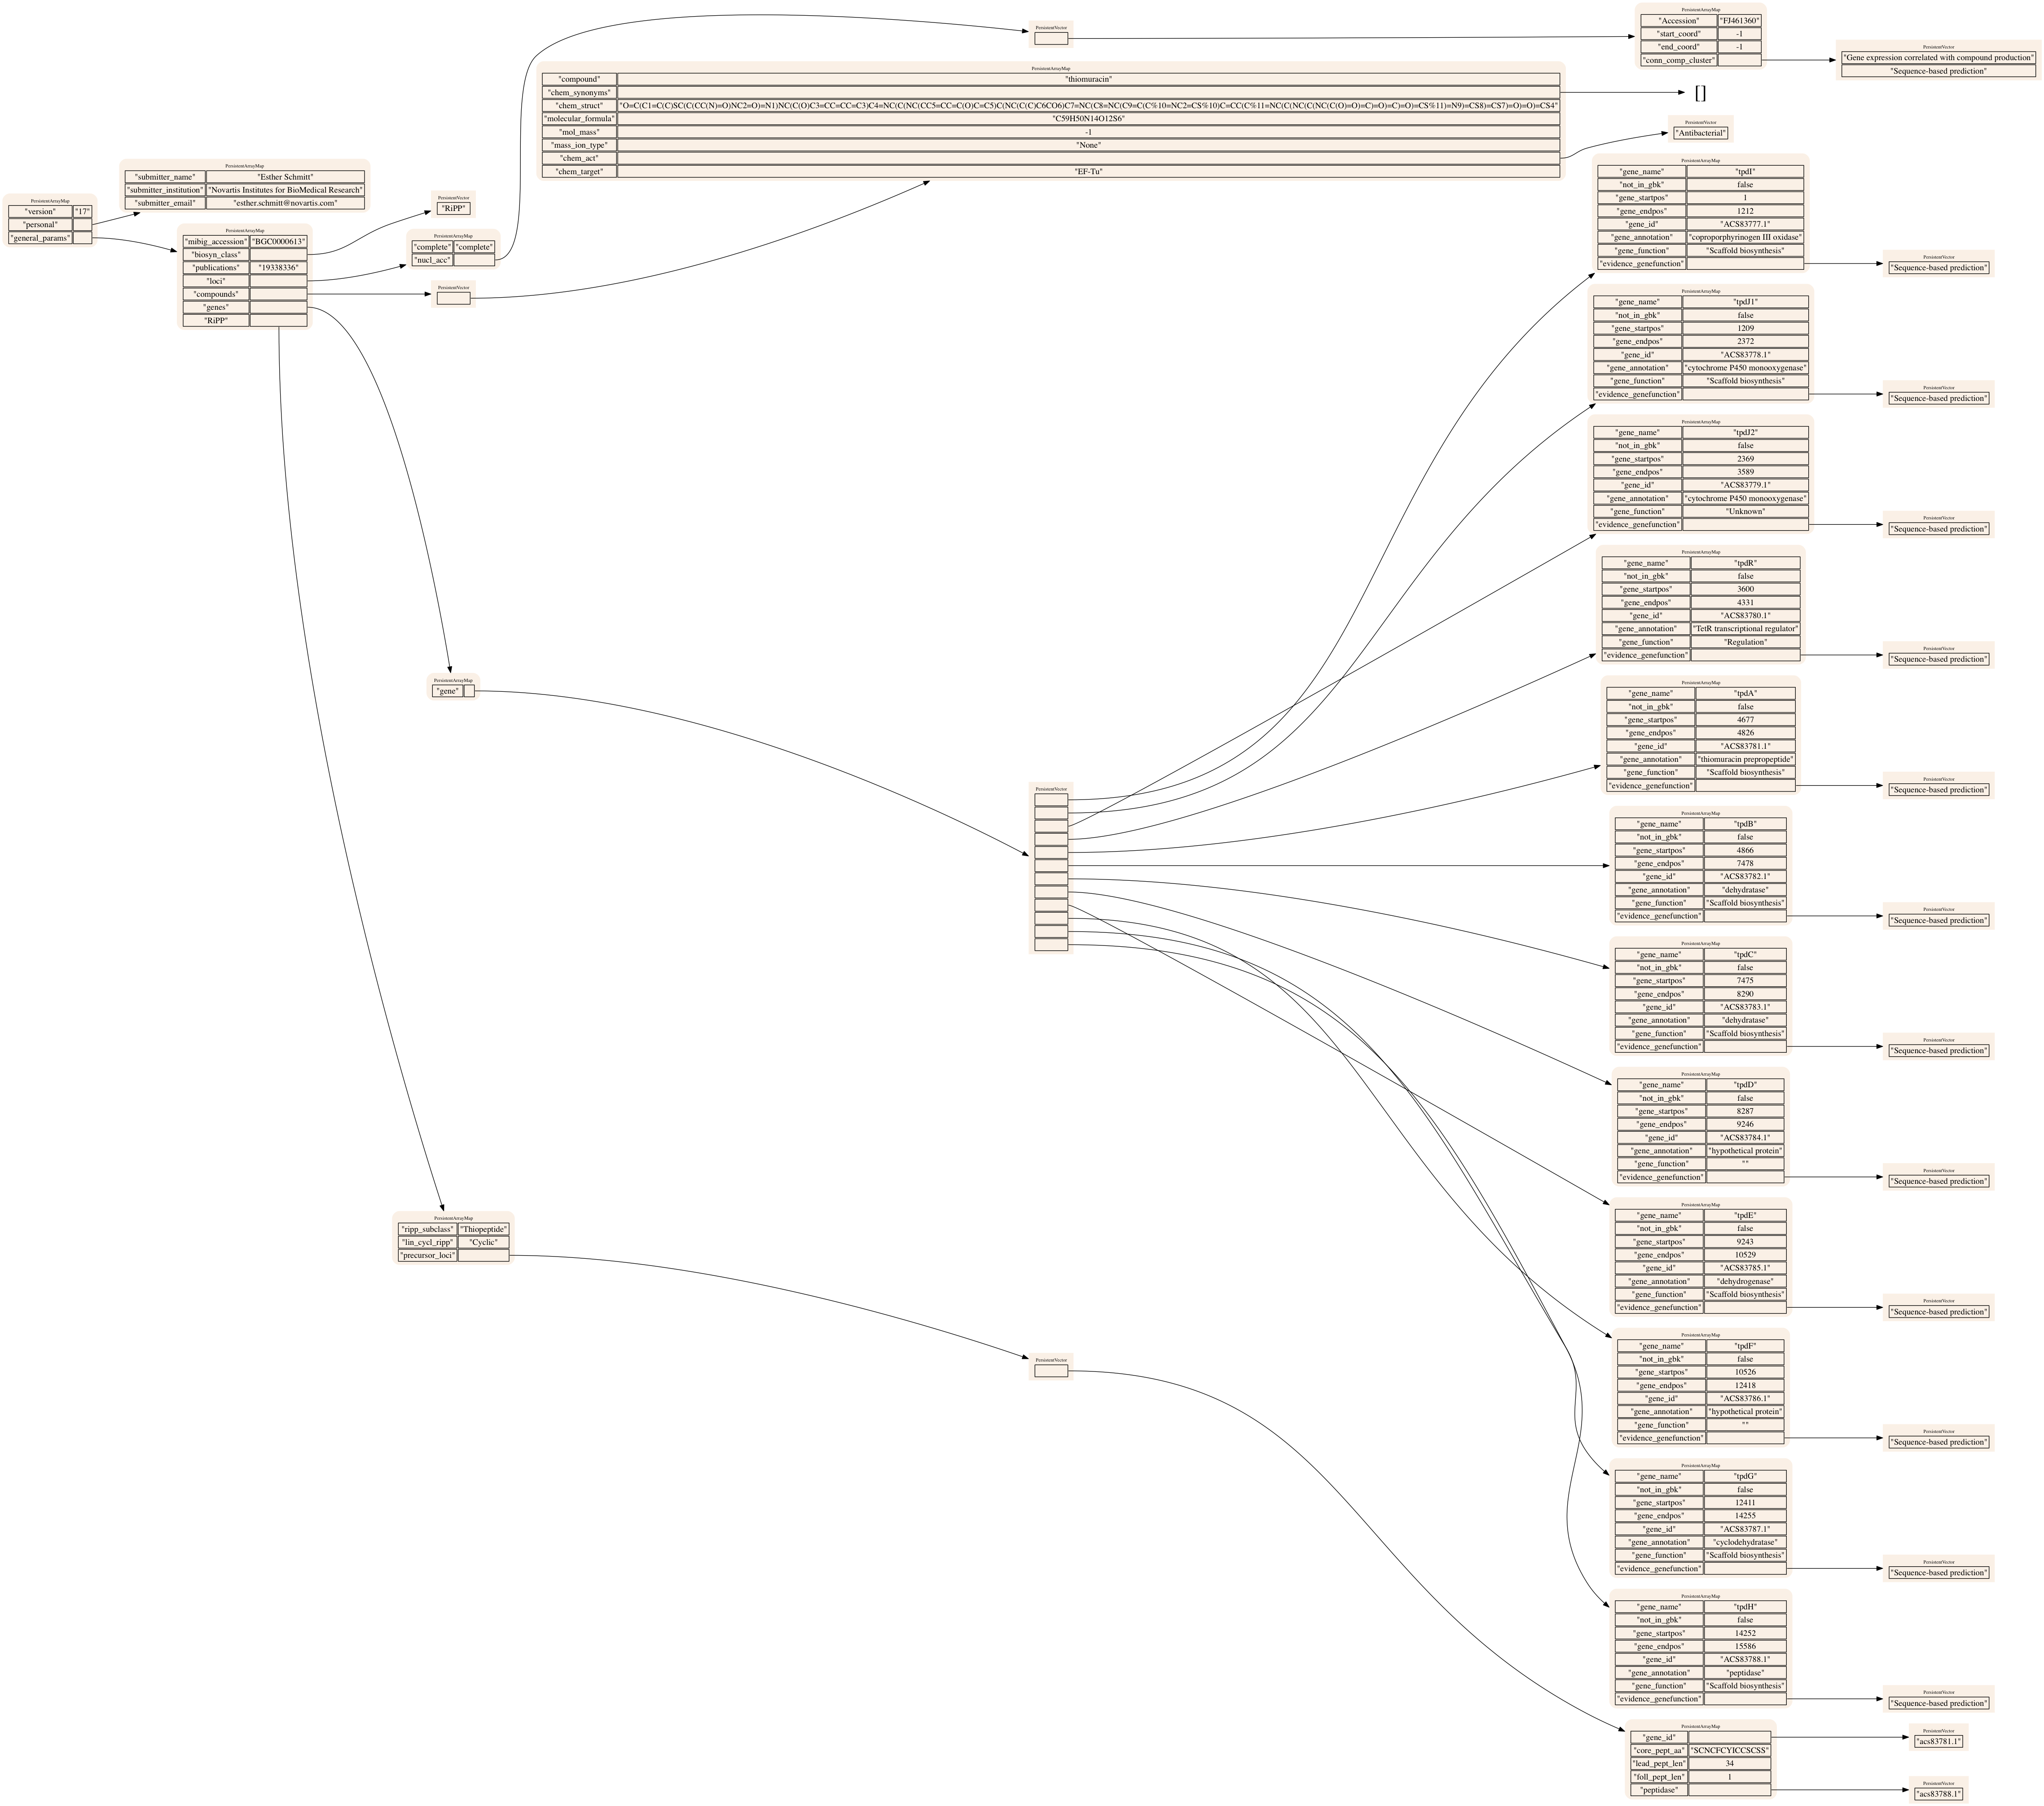 PersistentArrayMap
"version" "17"
"personal"
"general_params"
PersistentArrayMap
"submitter_name" "Esther Schmitt"
"submitter_institution" "Novartis Institutes for BioMedical Research"
"submitter_email" "esther.schmitt@novartis.com"
PersistentArrayMap
"mibig_accession" "BGC0000613"
"biosyn_class"
"publications" "19338336"
"loci"
"compounds"
"genes"
"RiPP"
PersistentVector
"RiPP"
PersistentArrayMap
"complete" "complete"
"nucl_acc"
PersistentVector
PersistentVector
PersistentArrayMap
"Accession" "FJ461360"
"start_coord" -1
"end_coord" -1
"conn_comp_cluster"
PersistentVector
"Gene expression correlated with compound production"
"Sequence-based prediction"
PersistentArrayMap
"compound" "thiomuracin"
"chem_synonyms"
"chem_struct" "O=C(C1=C(C)SC(C(CC(N)=O)NC2=O)=N1)NC(C(O)C3=CC=CC=C3)C4=NC(C(NC(CC5=CC=C(O)C=C5)C(NC(C(C)C6CO6)C7=NC(C8=NC(C9=C(C%10=NC2=CS%10)C=CC(C%11=NC(C(NC(C(NC(C(O)=O)=C)=O)=C)=O)=CS%11)=N9)=CS8)=CS7)=O)=O)=CS4"
"molecular_formula" "C59H50N14O12S6"
"mol_mass" -1
"mass_ion_type" "None"
"chem_act"
"chem_target" "EF-Tu"
[]
PersistentVector
"Antibacterial"
PersistentArrayMap
"gene"
PersistentVector
PersistentArrayMap
"gene_name" "tpdI"
"not_in_gbk" false
"gene_startpos" 1
"gene_endpos" 1212
"gene_id" "ACS83777.1"
"gene_annotation" "coproporphyrinogen III oxidase"
"gene_function" "Scaffold biosynthesis"
"evidence_genefunction"
PersistentVector
"Sequence-based prediction"
PersistentArrayMap
"gene_name" "tpdJ1"
"not_in_gbk" false
"gene_startpos" 1209
"gene_endpos" 2372
"gene_id" "ACS83778.1"
"gene_annotation" "cytochrome P450 monooxygenase"
"gene_function" "Scaffold biosynthesis"
"evidence_genefunction"
PersistentVector
"Sequence-based prediction"
PersistentArrayMap
"gene_name" "tpdJ2"
"not_in_gbk" false
"gene_startpos" 2369
"gene_endpos" 3589
"gene_id" "ACS83779.1"
"gene_annotation" "cytochrome P450 monooxygenase"
"gene_function" "Unknown"
"evidence_genefunction"
PersistentVector
"Sequence-based prediction"
PersistentArrayMap
"gene_name" "tpdR"
"not_in_gbk" false
"gene_startpos" 3600
"gene_endpos" 4331
"gene_id" "ACS83780.1"
"gene_annotation" "TetR transcriptional regulator"
"gene_function" "Regulation"
"evidence_genefunction"
PersistentVector
"Sequence-based prediction"
PersistentArrayMap
"gene_name" "tpdA"
"not_in_gbk" false
"gene_startpos" 4677
"gene_endpos" 4826
"gene_id" "ACS83781.1"
"gene_annotation" "thiomuracin prepropeptide"
"gene_function" "Scaffold biosynthesis"
"evidence_genefunction"
PersistentVector
"Sequence-based prediction"
PersistentArrayMap
"gene_name" "tpdB"
"not_in_gbk" false
"gene_startpos" 4866
"gene_endpos" 7478
"gene_id" "ACS83782.1"
"gene_annotation" "dehydratase"
"gene_function" "Scaffold biosynthesis"
"evidence_genefunction"
PersistentVector
"Sequence-based prediction"
PersistentArrayMap
"gene_name" "tpdC"
"not_in_gbk" false
"gene_startpos" 7475
"gene_endpos" 8290
"gene_id" "ACS83783.1"
"gene_annotation" "dehydratase"
"gene_function" "Scaffold biosynthesis"
"evidence_genefunction"
PersistentVector
"Sequence-based prediction"
PersistentArrayMap
"gene_name" "tpdD"
"not_in_gbk" false
"gene_startpos" 8287
"gene_endpos" 9246
"gene_id" "ACS83784.1"
"gene_annotation" "hypothetical protein"
"gene_function" ""
"evidence_genefunction"
PersistentVector
"Sequence-based prediction"
PersistentArrayMap
"gene_name" "tpdE"
"not_in_gbk" false
"gene_startpos" 9243
"gene_endpos" 10529
"gene_id" "ACS83785.1"
"gene_annotation" "dehydrogenase"
"gene_function" "Scaffold biosynthesis"
"evidence_genefunction"
PersistentVector
"Sequence-based prediction"
PersistentArrayMap
"gene_name" "tpdF"
"not_in_gbk" false
"gene_startpos" 10526
"gene_endpos" 12418
"gene_id" "ACS83786.1"
"gene_annotation" "hypothetical protein"
"gene_function" ""
"evidence_genefunction"
PersistentVector
"Sequence-based prediction"
PersistentArrayMap
"gene_name" "tpdG"
"not_in_gbk" false
"gene_startpos" 12411
"gene_endpos" 14255
"gene_id" "ACS83787.1"
"gene_annotation" "cyclodehydratase"
"gene_function" "Scaffold biosynthesis"
"evidence_genefunction"
PersistentVector
"Sequence-based prediction"
PersistentArrayMap
"gene_name" "tpdH"
"not_in_gbk" false
"gene_startpos" 14252
"gene_endpos" 15586
"gene_id" "ACS83788.1"
"gene_annotation" "peptidase"
"gene_function" "Scaffold biosynthesis"
"evidence_genefunction"
PersistentVector
"Sequence-based prediction"
PersistentArrayMap
"ripp_subclass" "Thiopeptide"
"lin_cycl_ripp" "Cyclic"
"precursor_loci"
PersistentVector
PersistentArrayMap
"gene_id"
"core_pept_aa" "SCNCFCYICCSCSS"
"lead_pept_len" 34
"foll_pept_len" 1
"peptidase"
PersistentVector
"acs83781.1"
PersistentVector
"acs83788.1"